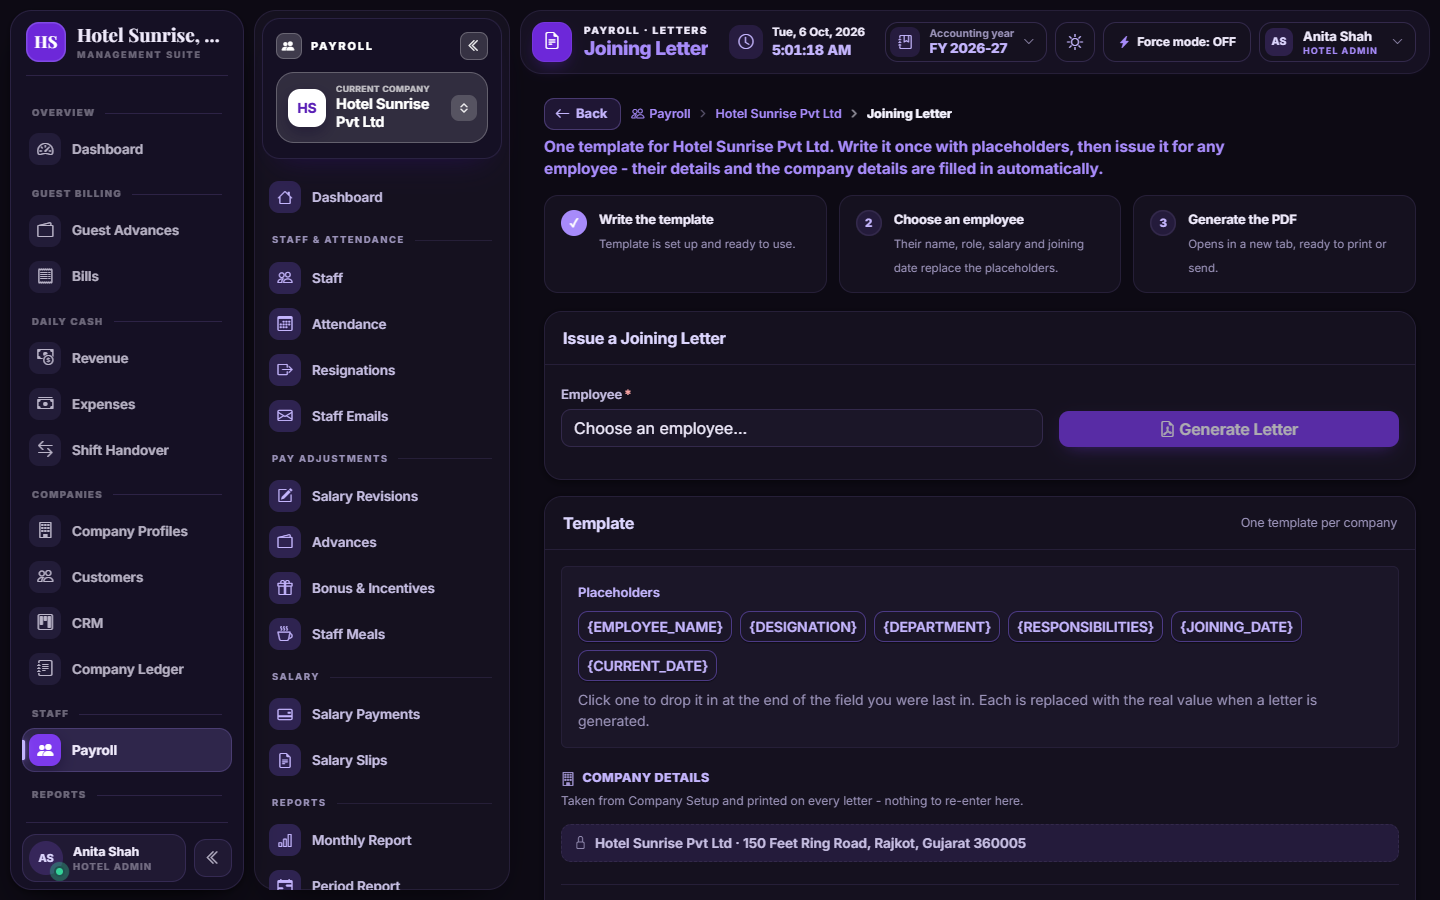 HS
Hotel Sunrise, ...
MANAGEMENT SUITE
OVERVIEW
Dashboard
GUEST BILLING
Guest Advances
Bills
DAILY CASH
Revenue
Expenses
Shift Handover
COMPANIES
Company Profiles
Customers
CRM
Company Ledger
STAFF
Payroll
REPORTS
AS
Anita Shah
HOTEL ADMIN
PAYROLL
HS
CURRENT COMPANY
Hotel Sunrise
Pvt Ltd
Dashboard
STAFF & ATTENDANCE
Staff
Attendance
Resignations
Staff Emails
PAY ADJUSTMENTS
Salary Revisions
Advances
Bonus & Incentives
Staff Meals
SALARY
Salary Payments
Salary Slips
REPORTS
Monthly Report
Period Report
PAYROLL · LETTERS
Joining Letter
Tue, 6 Oct, 2026
5:01:18 AM
Accounting year
FY 2026-27
Force mode: OFF
AS
Anita Shah
HOTEL ADMIN
Back
Payroll
Hotel Sunrise Pvt Ltd
Joining Letter
One template for Hotel Sunrise Pvt Ltd. Write it once with placeholders, then issue it for any
employee - their details and the company details are filled in automatically.
Write the template
Template is set up and ready to use.
2
Choose an employee
Their name, role, salary and joining
date replace the placeholders.
3
Generate the PDF
Opens in a new tab, ready to print or
send.
Issue a Joining Letter
Employee *
Choose an employee...
Generate Letter
Template
One template per company
Placeholders
{EMPLOYEE_NAME}
{DESIGNATION}
{DEPARTMENT}
{RESPONSIBILITIES}
{JOINING_DATE}
{CURRENT_DATE}
Click one to drop it in at the end of the field you were last in. Each is replaced with the real value when a letter is
generated.
COMPANY DETAILS
Taken from Company Setup and printed on every letter - nothing to re-enter here.
Hotel Sunrise Pvt Ltd · 150 Feet Ring Road, Rajkot, Gujarat 360005